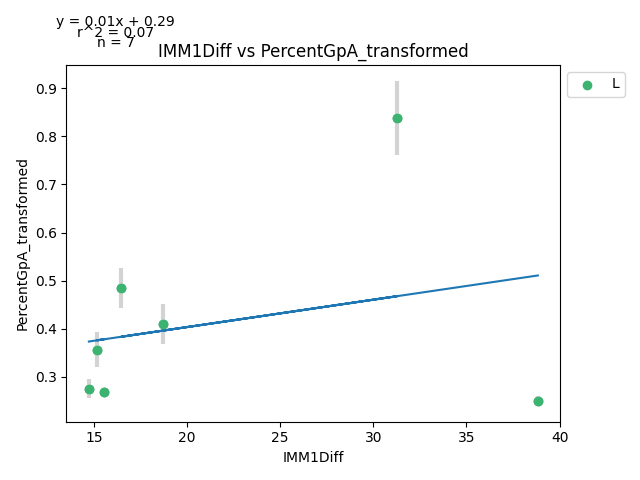 y = 0.01x + 0.29
r^2 = 0.07
n = 7
IMM1Diff vs PercentGpA_transformed
L
0.9
0.8
0.7
0.6
0.5
0.4
0.3
PercentGpA_transformed
15
20
25
30
35
40
IMM1Diff